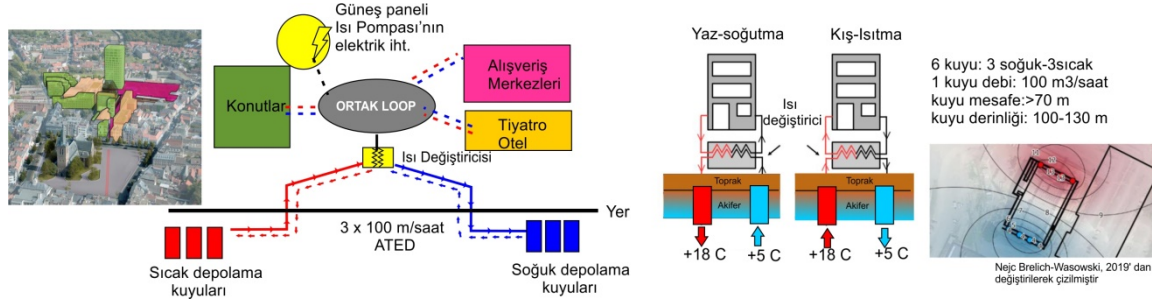 Güneş paneli
Isı Pompası'nın
elektrik iht.
Konutlar
ORTAK LOOP
Alışveriş
Merkezleri
Tiyatro
Otel
Isı Değiştiricisi
Yer
3 x 100 m/saat
ATED
Sıcak depolama
kuyuları
Soğuk depolama
kuyuları
Yaz-soğutma
Kış-Isıtma
Isı
değiştirici
Toprak
Akifer
+18 C
+5 C
Toprak
Akifer
+18 C
+5 C
6 kuyu: 3 soğuk-3sıcak
1 kuyu debi: 100 m3/saat
kuyu mesafe:>70 m
kuyu derinliği: 100-130 m
Nejc Brelich-Wasowski, 2019' dan
değiştirilerek çizilmiştir